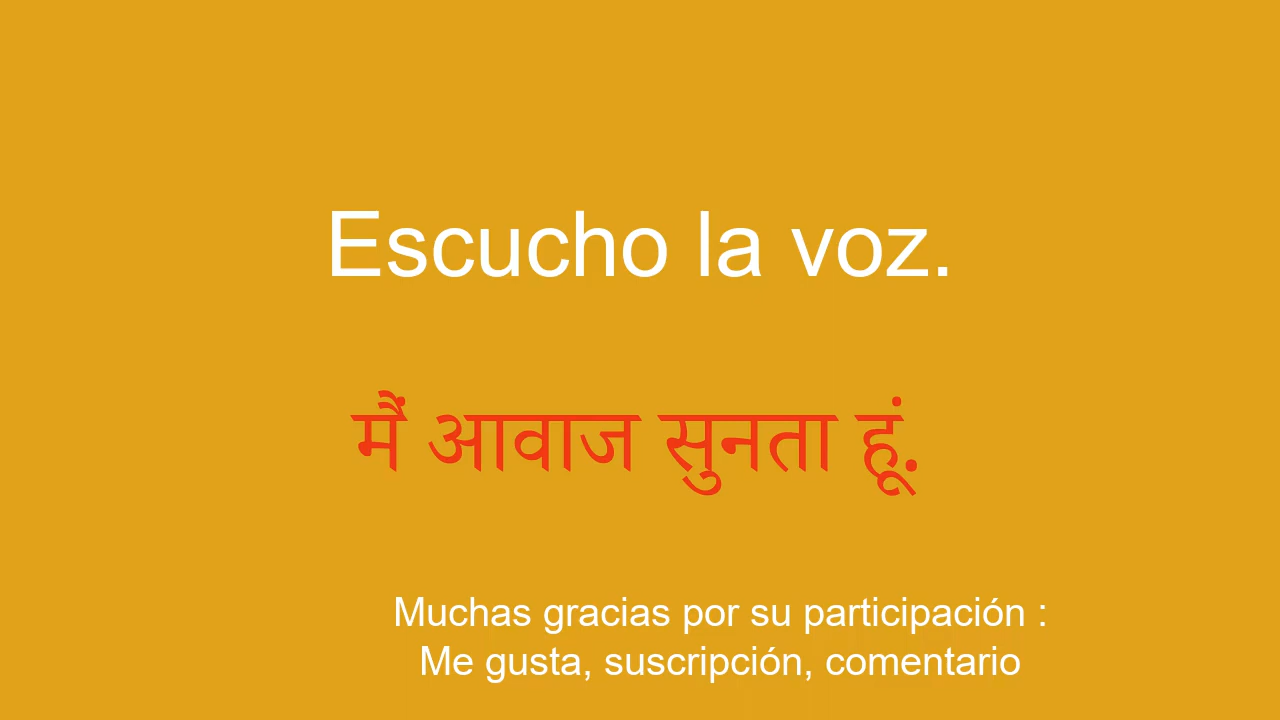 Escucho la voz.
मैं आवाज सुनता हूं.
Muchas gracias por su participación :
Me gusta, suscripción, comentario